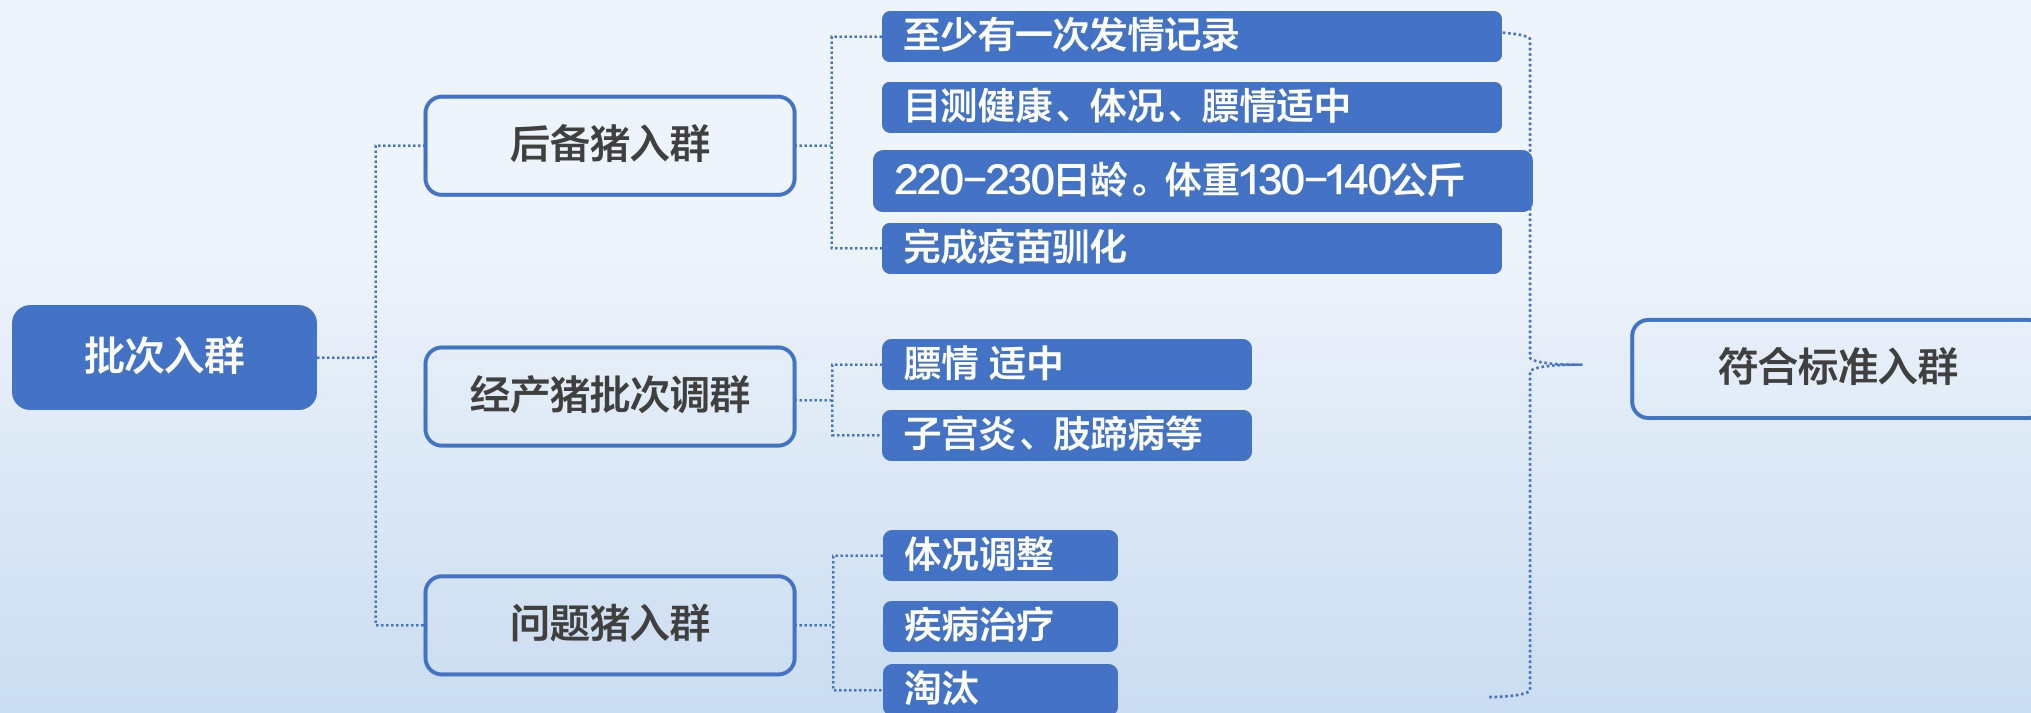 批次入群
后备猪入群
至少有一次发情记录
目测健康、体况、膘情适中
220-230日龄。体重130-140公斤
完成疫苗驯化
经产猪批次调群
膘情 适中
子宫炎、肢蹄病等
问题猪入群
体况调整
疾病治疗
淘汰
符合标准入群